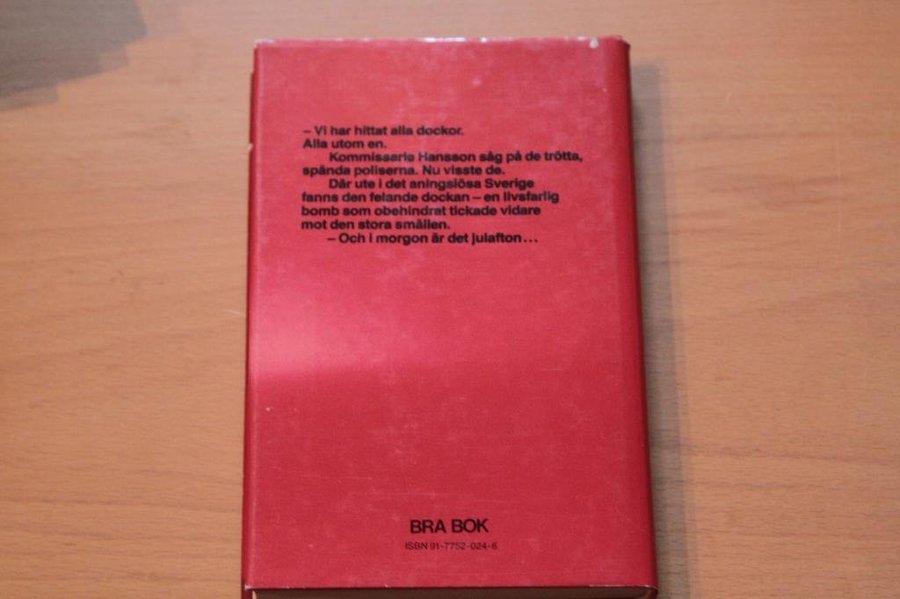 – Vi har hittat alla dockor.
Alla utom en.
Kommissarie Hansson såg på de trötta,
spända poliserna. Nu visste de.
Där ute i det aningslösa Sverige
fanns den felande dockan – en livsfarlig
bomb som obehindrat tickade vidare
mot den stora smällen.
– Och i morgon är det julafton...
BRA BOK
ISBN 91-7752-024-6